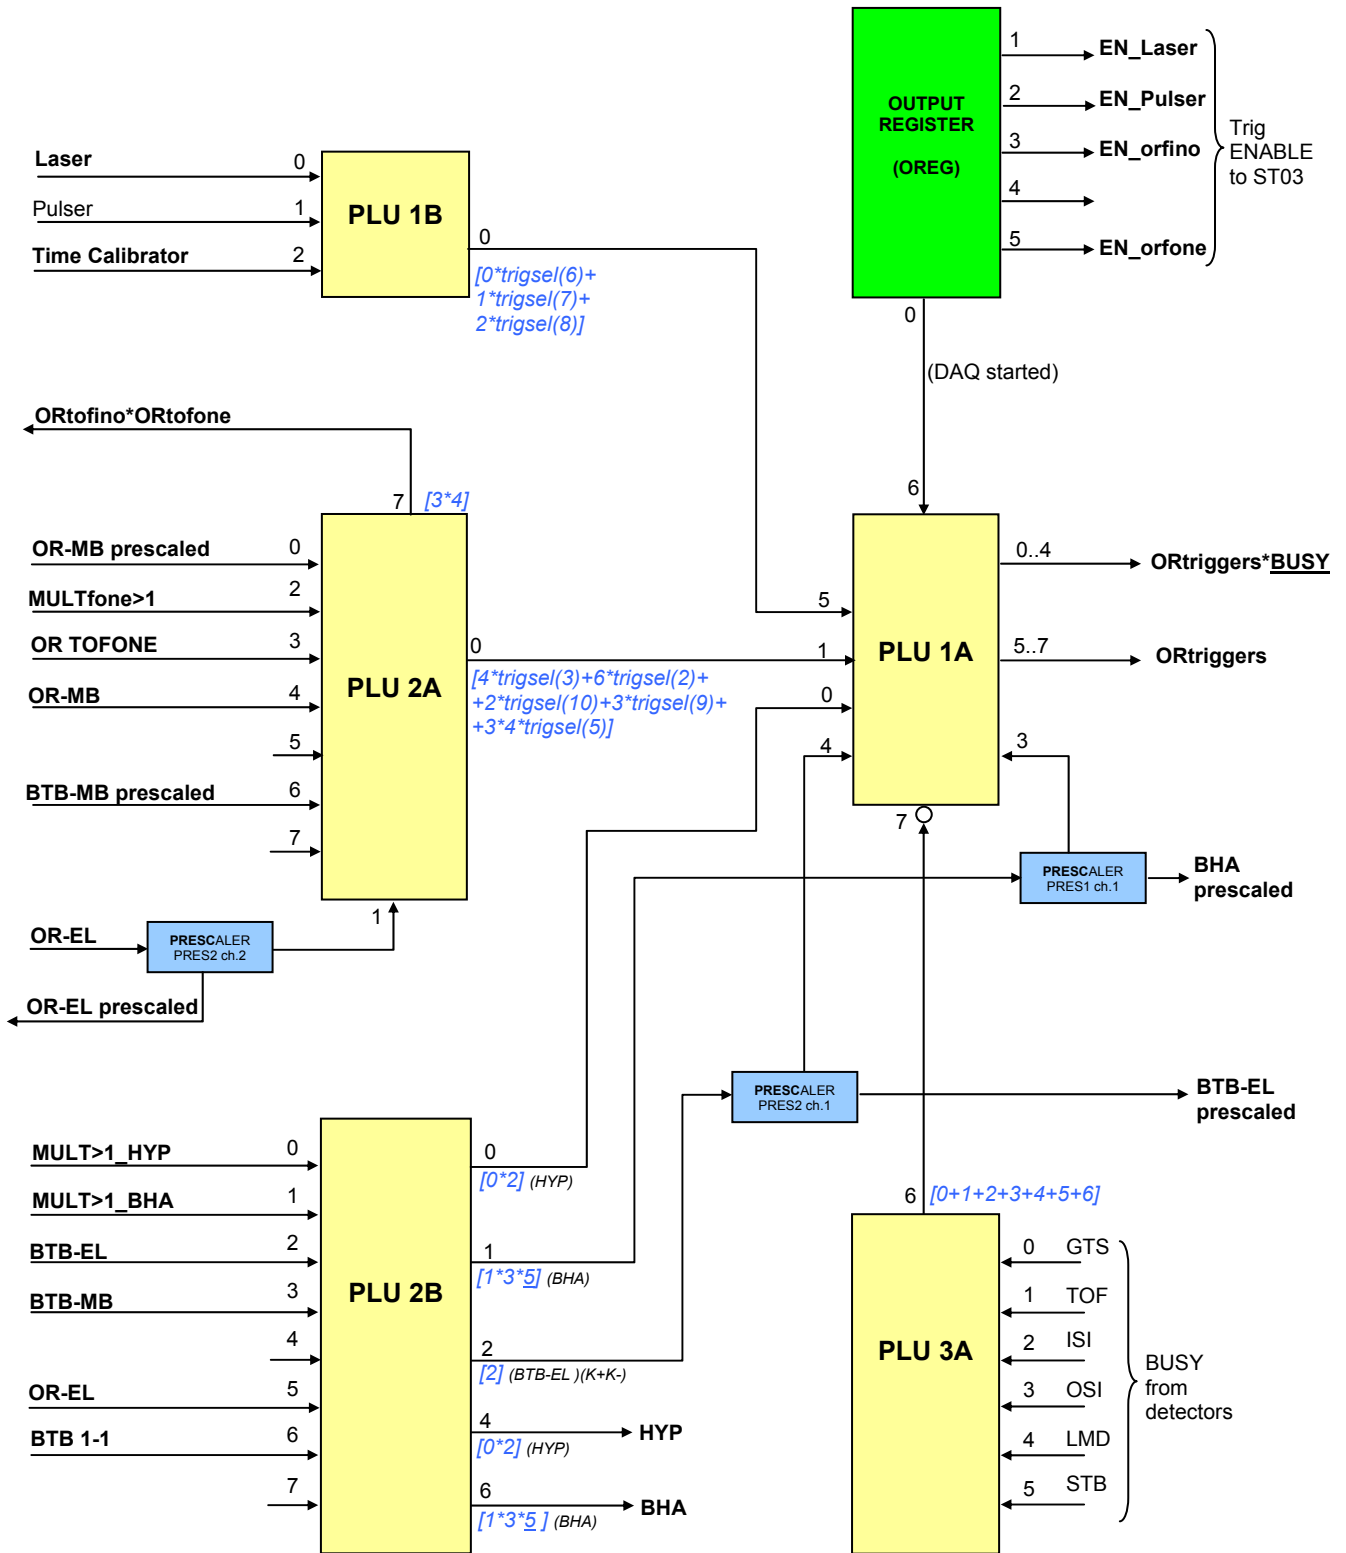 OUTPUT
REGISTER
(OREG)
1
EN_Laser
2
EN_Pulser
3
EN_orfino
4
5
EN_orfone
Trig
ENABLE
to ST03
0
(DAQ started)
6
Laser
0
Pulser
1
Time Calibrator
2
PLU 1B
0
[0*trigsel(6)+
1*trigsel(7)+
2*trigsel(8)]
ORtofino*ORtofone
7
[3*4]
OR-MB prescaled
0
MULTfone>1
2
OR TOFONE
3
OR-MB
4
5
BTB-MB prescaled
6
7
PLU 2A
0
[4*trigsel(3)+6*trigsel(2)+
+2*trigsel(10)+3*trigsel(9)+
+3*4*trigsel(5)]
1
OR-EL
PRESCALER
PRES2 ch.2
OR-EL prescaled
5
1
0
4
PLU 1A
0..4
ORtriggers*BUSY
5..7
ORtriggers
3
7
PRESCALER
PRES1 ch.1
BHA
prescaled
PRESCALER
PRES2 ch.1
BTB-EL
prescaled
MULT>1_HYP
0
MULT>1_BHA
1
BTB-EL
2
BTB-MB
3
4
OR-EL
5
BTB 1-1
6
7
PLU 2B
0
[0*2] (HYP)
1
[1*3*5] (BHA)
2
[2] (BTB-EL )(K+K-)
4
[0*2] (HYP)
HYP
6
[1*3*5 ] (BHA)
BHA
6
[0+1+2+3+4+5+6]
PLU 3A
0
GTS
1
TOF
2
ISI
3
OSI
4
LMD
5
STB
BUSY
from
detectors